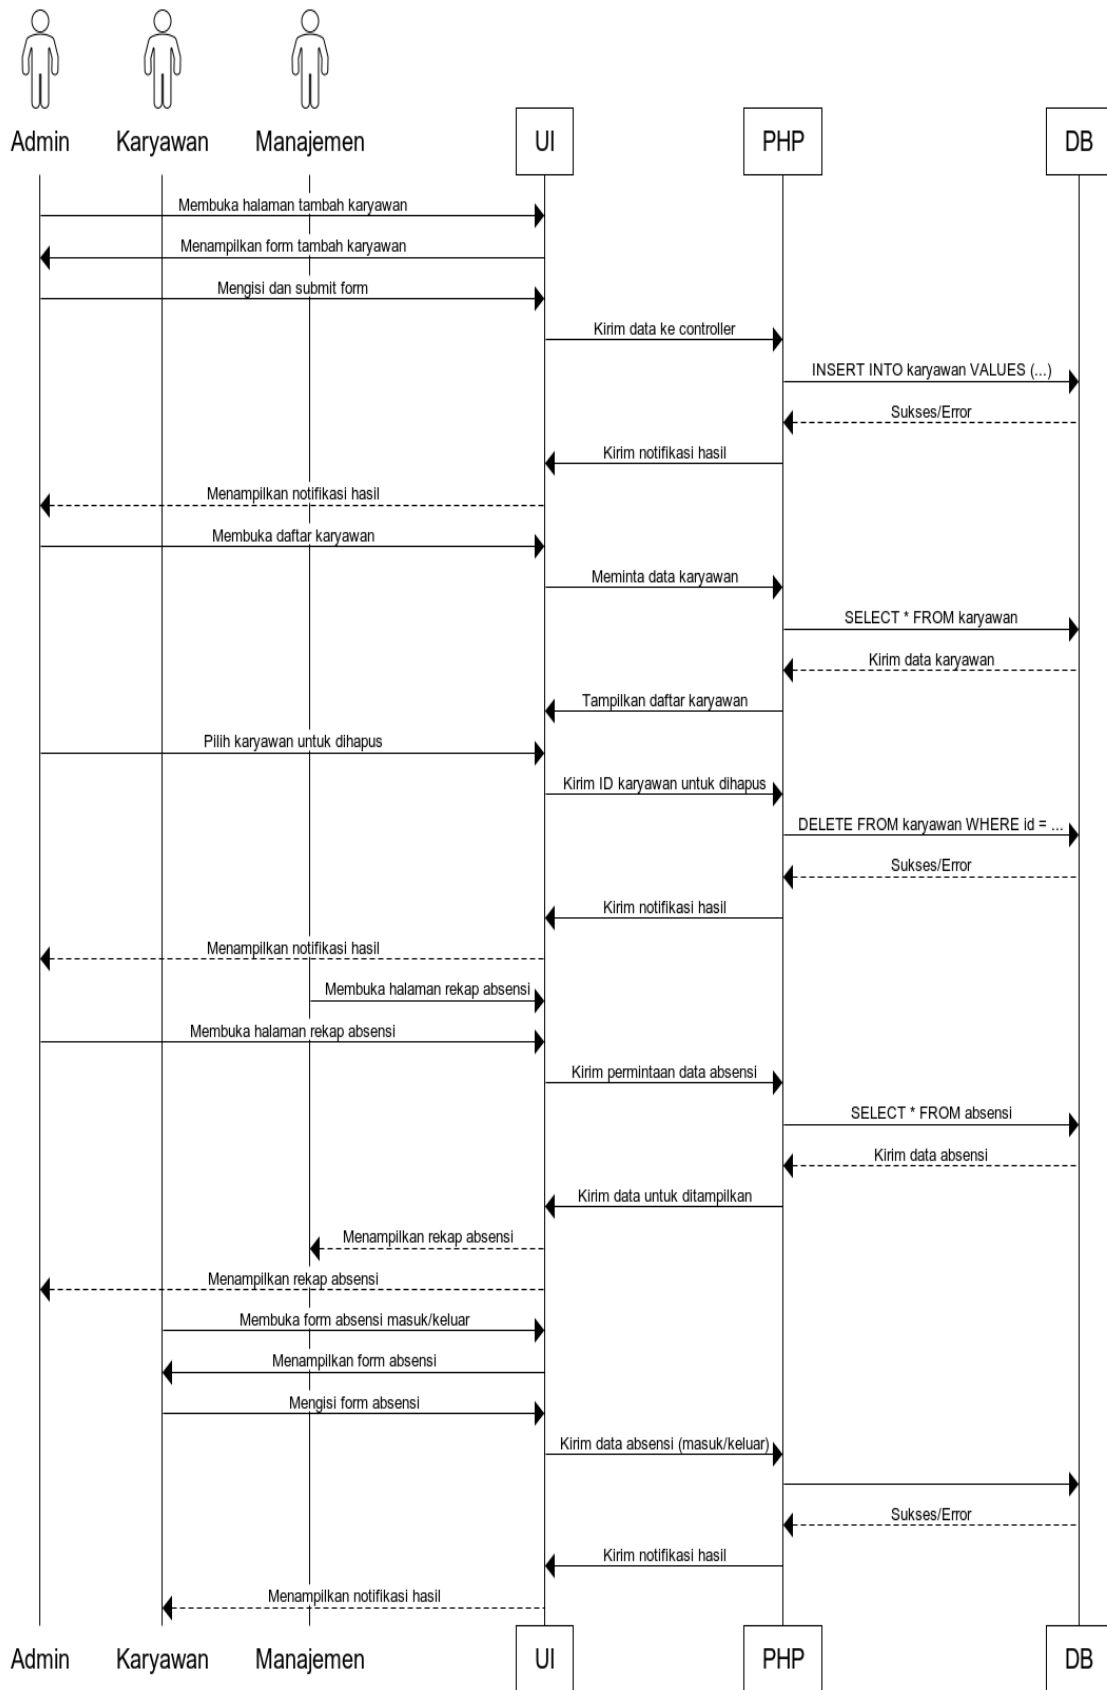 Admin
Karyawan
Manajemen
UI
PHP
DB
Membuka halaman tambah karyawan
Menampilkan form tambah karyawan
Mengisi dan submit form
Kirim data ke controller
INSERT INTO karyawan VALUES (...)
Sukses/Error
Kirim notifikasi hasil
Menampilkan notifikasi hasil
Membuka daftar karyawan
Meminta data karyawan
SELECT * FROM karyawan
Kirim data karyawan
Tampilkan daftar karyawan
Pilih karyawan untuk dihapus
Kirim ID karyawan untuk dihapus
DELETE FROM karyawan WHERE id = ...
Sukses/Error
Kirim notifikasi hasil
Menampilkan notifikasi hasil
Membuka halaman rekap absensi
Membuka halaman rekap absensi
Kirim permintaan data absensi
SELECT * FROM absensi
Kirim data absensi
Kirim data untuk ditampilkan
Menampilkan rekap absensi
Menampilkan rekap absensi
Membuka form absensi masuk/keluar
Menampilkan form absensi
Mengisi form absensi
Kirim data absensi (masuk/keluar)
Sukses/Error
Kirim notifikasi hasil
Menampilkan notifikasi hasil
Admin
Karyawan
Manajemen
UI
PHP
DB